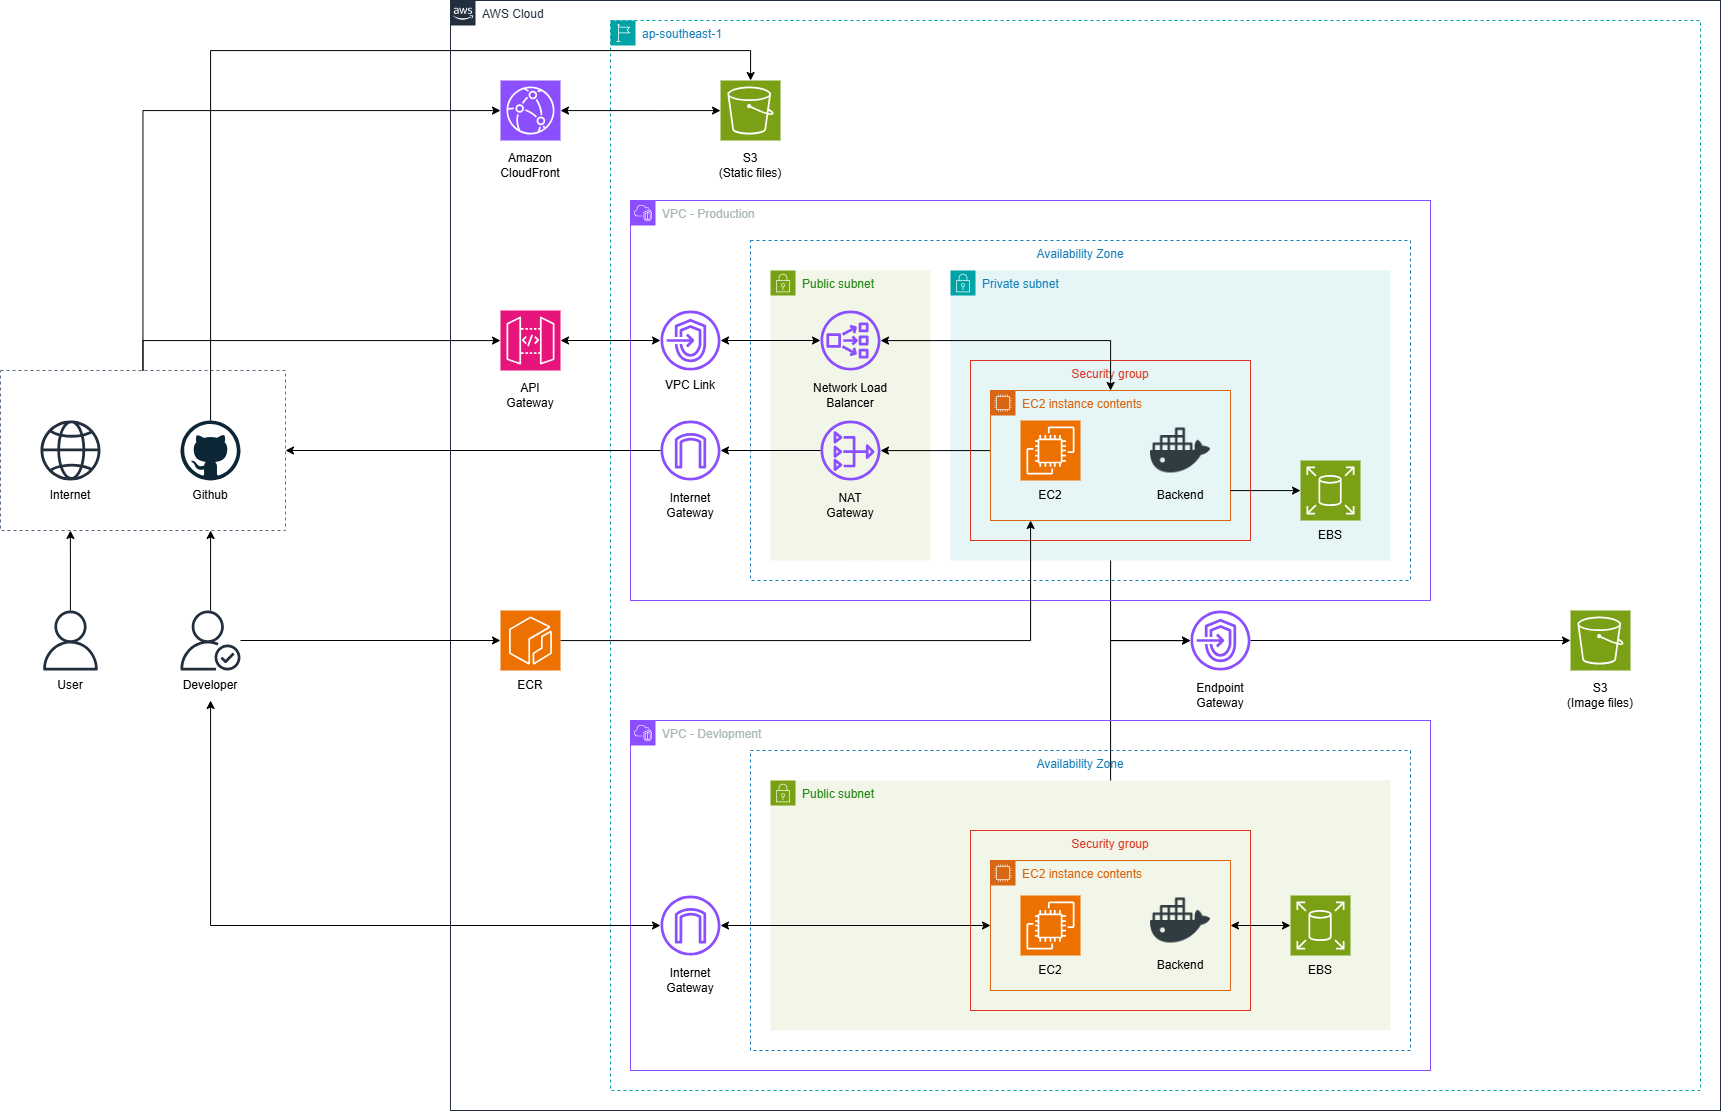 aws
AWS Cloud
ap-southeast-1
Amazon
CloudFront
S3
(Static files)
VPC - Production
Availability Zone
Public subnet
Private subnet
API
Gateway
VPC Link
Network Load
Balancer
Security group
EC2 instance contents
EC2
Backend
EBS
Internet
Github
Internet
Gateway
NAT
Gateway
User
Developer
ECR
Endpoint
Gateway
S3
(Image files)
VPC - Devlopment
Availability Zone
Public subnet
Security group
EC2 instance contents
EC2
Backend
EBS
Internet
Gateway